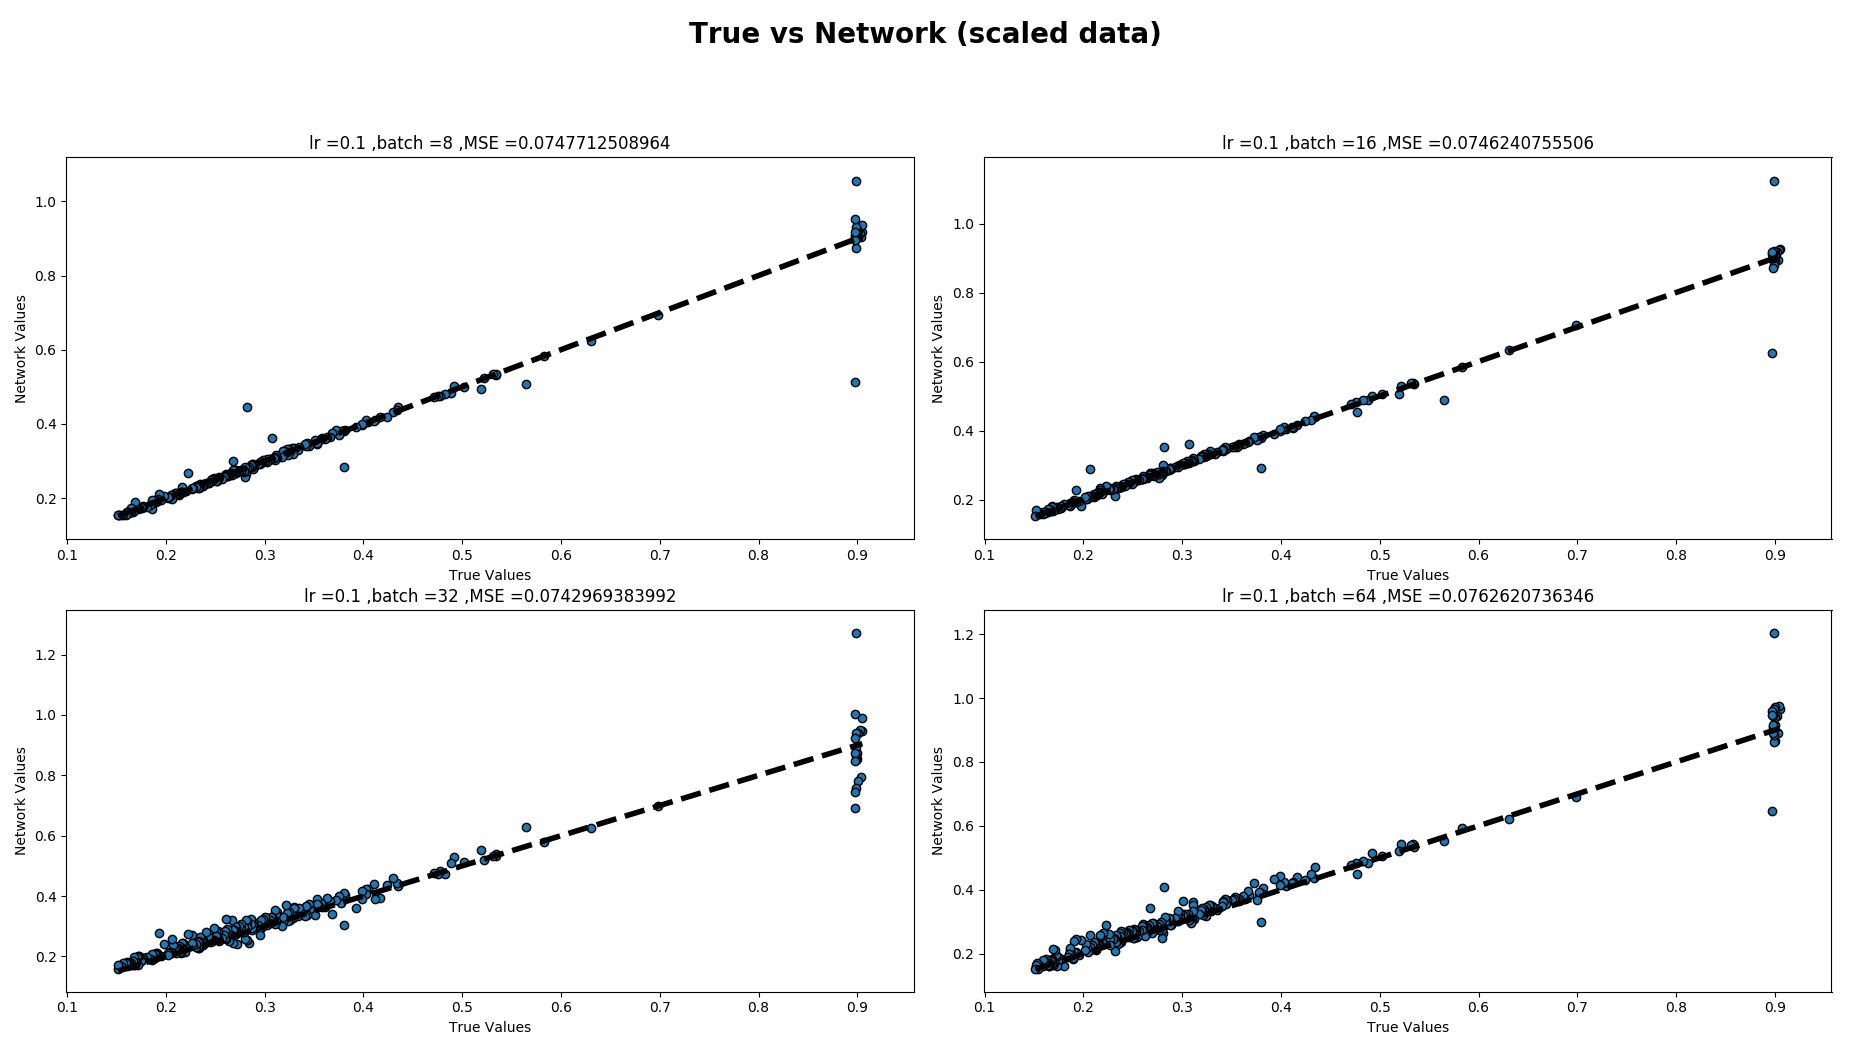 True vs Network (scaled data)
lr =0.1 ,batch =8 ,MSE =0.0747712508964
1.0
0.8
0.6
0.4
0.2
Network Values
0.1 0.2 0.3 0.4 0.5 0.6 0.7 0.8 0.9
True Values
lr =0.1 ,batch =16 ,MSE =0.0746240755506
1.0
0.8
0.6
0.4
0.2
Network Values
0.1 0.2 0.3 0.4 0.5 0.6 0.7 0.8 0.9
True Values
lr =0.1 ,batch =32 ,MSE =0.0742969383992
1.2
1.0
0.8
0.6
0.4
0.2
Network Values
0.1 0.2 0.3 0.4 0.5 0.6 0.7 0.8 0.9
True Values
lr =0.1 ,batch =64 ,MSE =0.0762620736346
1.2
1.0
0.8
0.6
0.4
0.2
Network Values
0.1 0.2 0.3 0.4 0.5 0.6 0.7 0.8 0.9
True Values